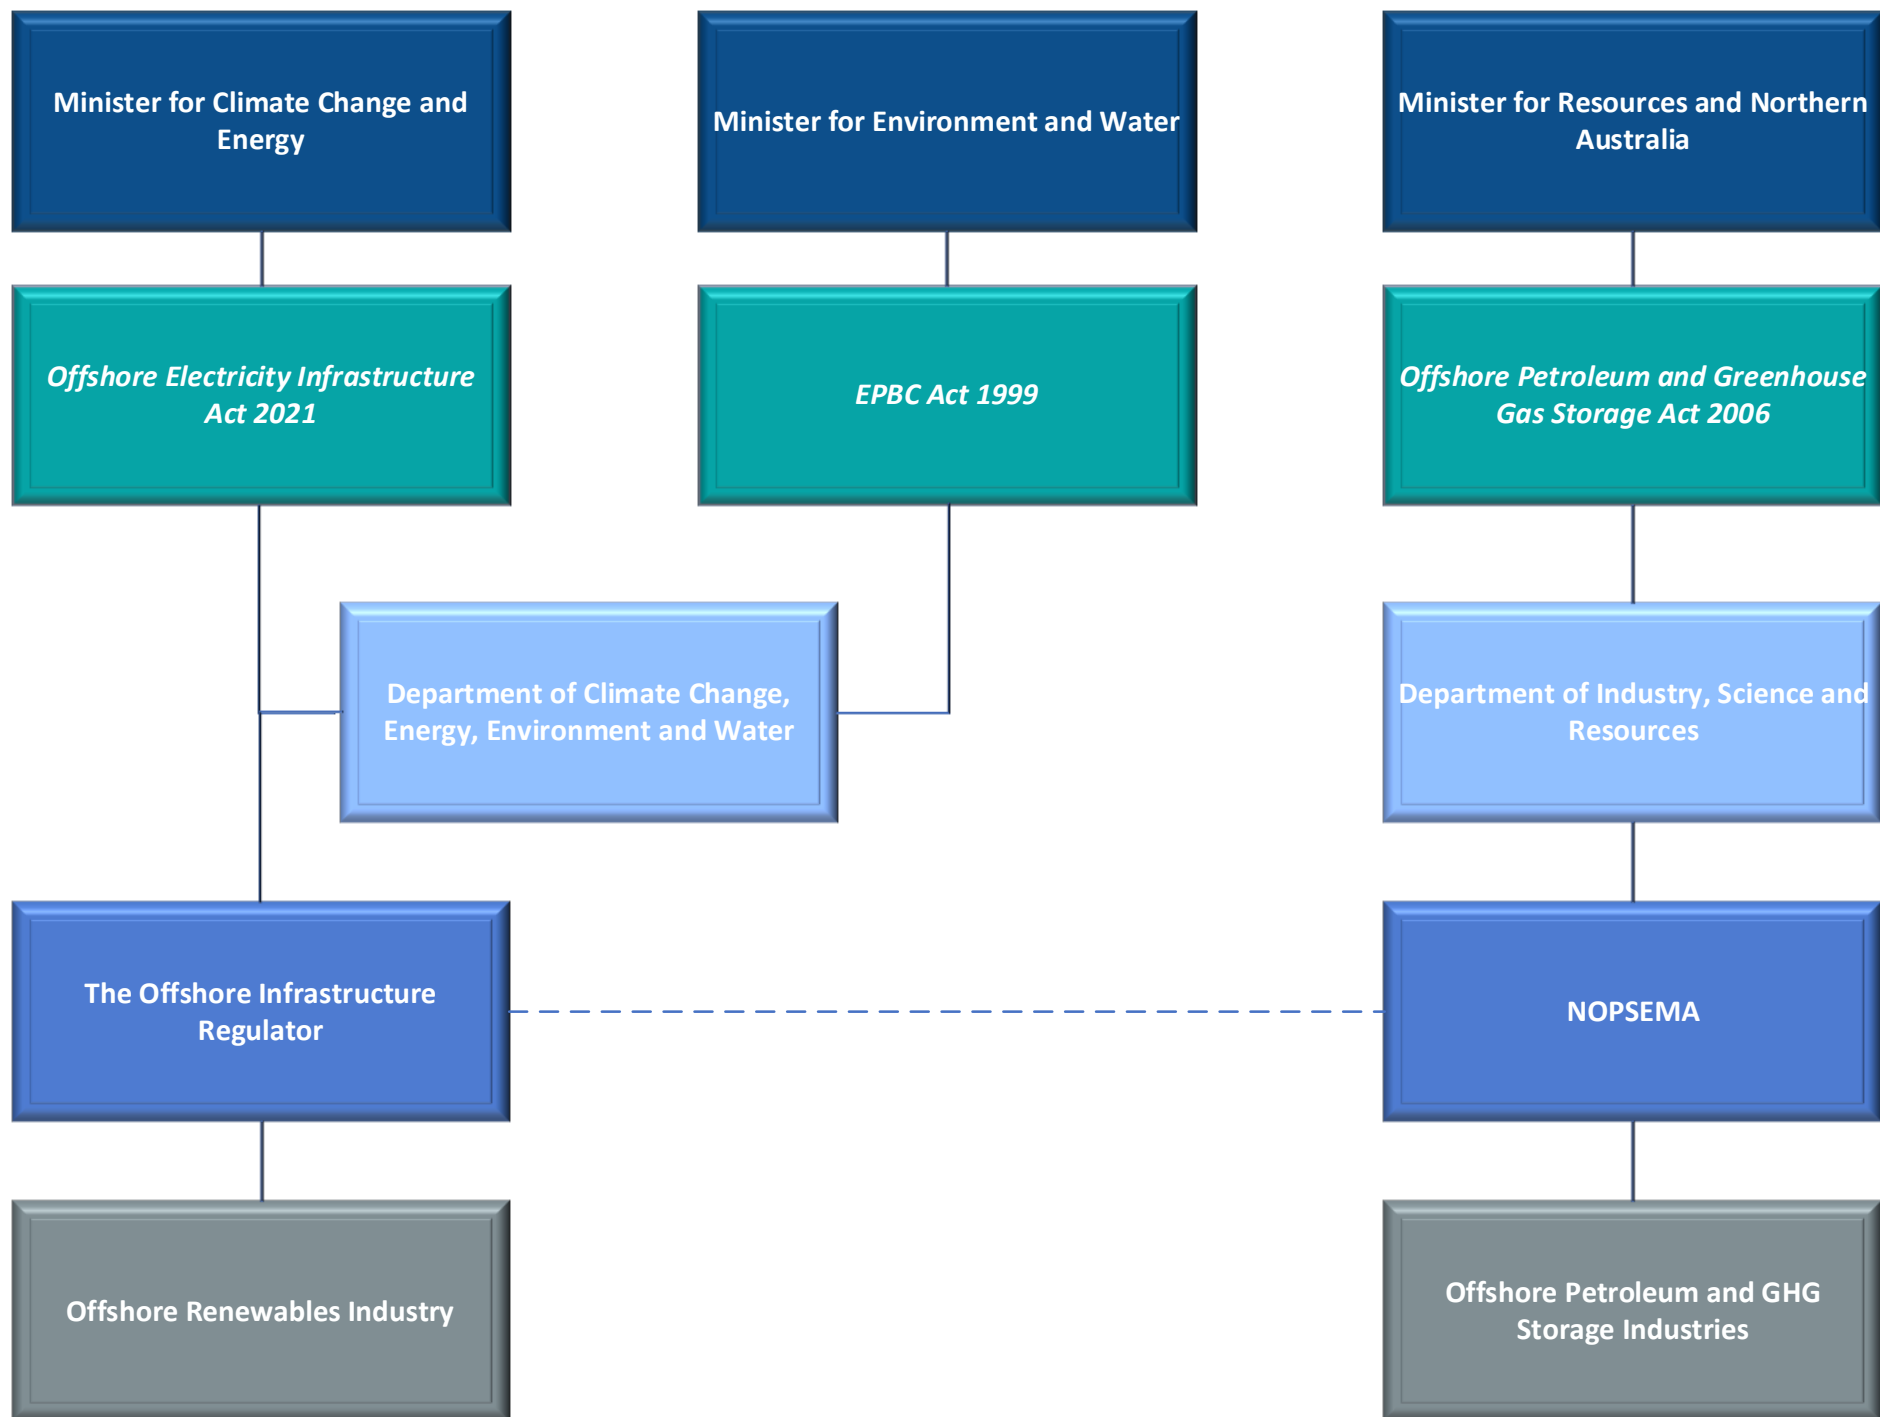 Minister for Climate Change and
Energy
Minister for Environment and Water
Minister for Resources and Northern
Australia
Offshore Electricity Infrastructure
Act 2021
EPBC Act 1999
Offshore Petroleum and Greenhouse
Gas Storage Act 2006
Department of Climate Change,
Energy, Environment and Water
Department of Industry, Science and
Resources
The Offshore Infrastructure
Regulator
NOPSEMA
Offshore Renewables Industry
Offshore Petroleum and GHG
Storage Industries